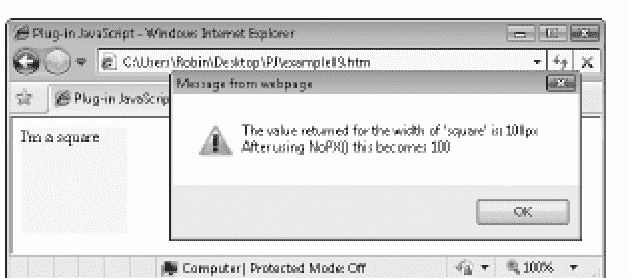 Plug-in JavaScript - Windows Internet Explorer
C:\Users\Robin\Desktop\PJ\example19.htm
Message from webpage
Plug-in JavaScrip
I'm a square
The value returned for the width of 'square' is 100px
After using NoPX() this becomes 100
OK
Computer | Protected Mode: Off
100%